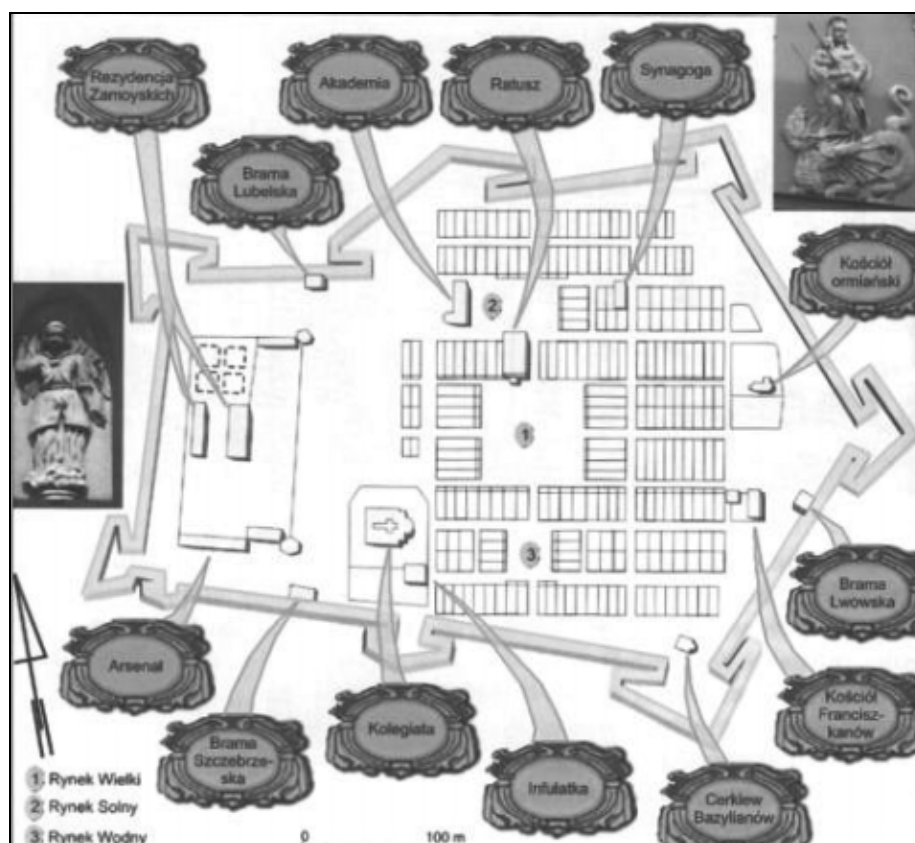 Rezydencja
Zamoyskich
Akademia
Ratusz
Synagoga
Brama
Lubelska
Kościół
ormiański
2
1
3
Brama
Lwowska
Arsenał
Kościół
Francisz-
kanów
Kolegiata
Brama
Szczebrze-
ska
Infułatka
Cerkiew
Bazylianów
1 Rynek Wielki
2 Rynek Solny
3 Rynek Wodny
0 100 m